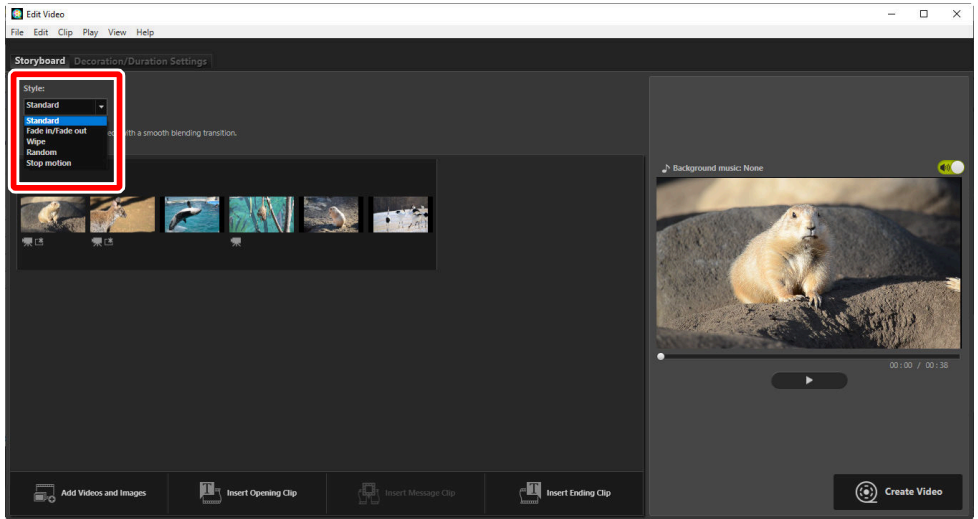 Edit Video
File Edit Clip Play View Help
Storyboard Decoration/Duration Settings
Style:
Standard
Standard
Fade in/Fade out
Wipe
Random
Stop motion
with a smooth blending transition.
Background music: None
00:00 / 00:38
Add Videos and Images
Insert Opening Clip
Insert Message Clip
Insert Ending Clip
Create Video